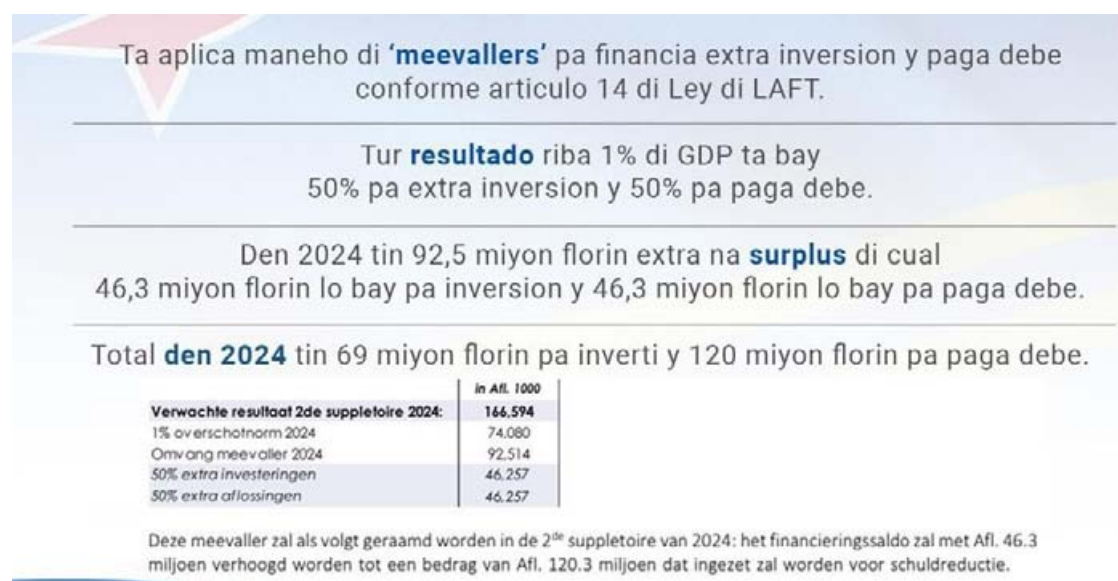 Ta aplica maneho di ‘meevallers’ pa financia extra inversion y paga debe
conforme articulo 14 di Ley di LAFT.
Tur resultado riba 1% di GDP ta bay
50% pa extra inversion y 50% pa paga debe.
Den 2024 tin 92,5 miyon florin extra na surplus di cual
46,3 miyon florin lo bay pa inversion y 46,3 miyon florin lo bay pa paga debe.
Total den 2024 tin 69 miyon florin pa inverti y 120 miyon florin pa paga debe.
in Afl. 1000
Verwachte resultaat 2de suppletoire 2024: 166,594
1% overschotnorm 2024 74,080
Omvang meevaller 2024 92,514
50% extra investeringen 46,257
50% extra aflossingen 46,257
Deze meevaller zal als volgt geraamd worden in de 2de suppletoire van 2024: het financieringssaldo zal met Afl. 46.3
miljoen verhoogd worden tot een bedrag van Afl. 120.3 miljoen dat ingezet zal worden voor schuldreductie.